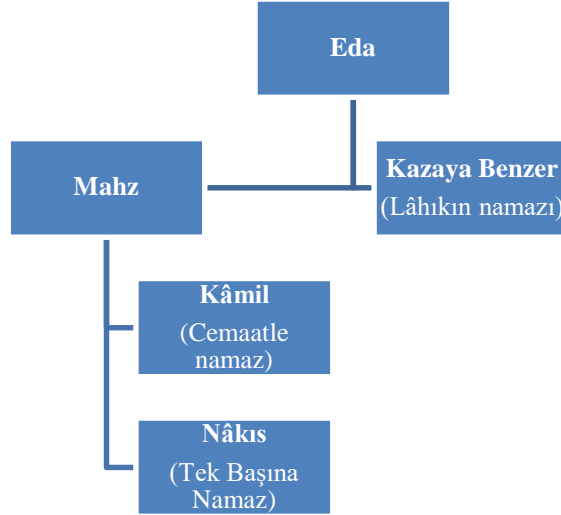 Eda
Mahz
Kazaya Benzer
(Lâhıkın namazı)
Kâmil
(Cemaatle
namaz)
Nâkıs
(Tek Başına
Namaz)